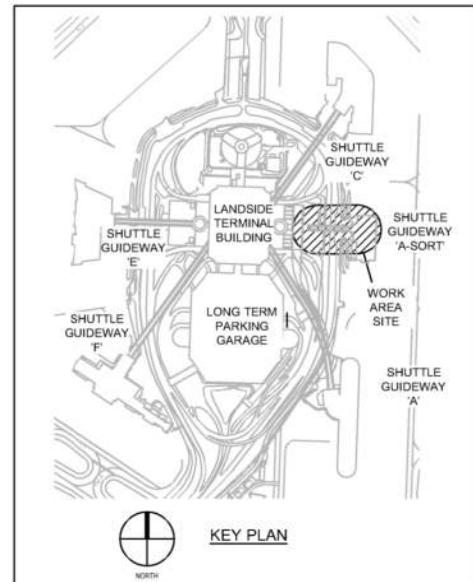 SHUTTLE
GUIDEWAY
'C'
LANDSIDE
TERMINAL
BUILDING
SHUTTLE
GUIDEWAY
'A-SORT'
SHUTTLE
GUIDEWAY
'E'
WORK
AREA
SITE
LONG TERM
PARKING
GARAGE
SHUTTLE
GUIDEWAY
'F'
SHUTTLE
GUIDEWAY
'A'
KEY PLAN
NORTH